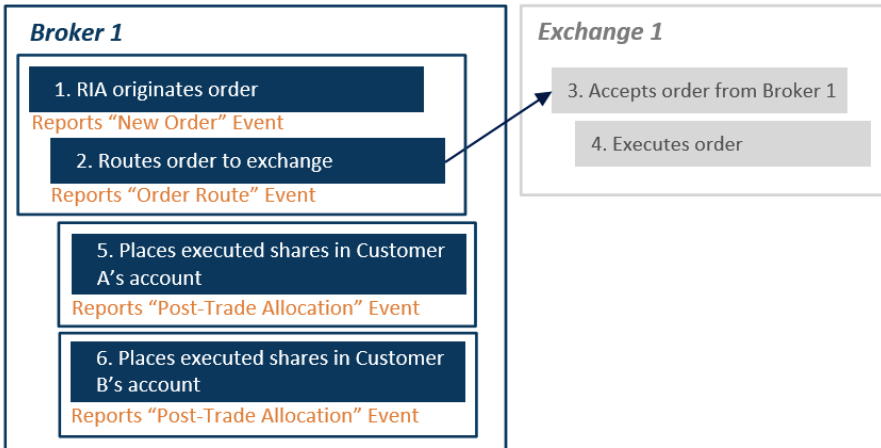 Broker 1
1. RIA originates order
Reports “New Order” Event
2. Routes order to exchange
Reports “Order Route” Event
5. Places executed shares in Customer
A’s account
Reports “Post-Trade Allocation” Event
6. Places executed shares in Customer
B’s account
Reports “Post-Trade Allocation” Event
Exchange 1
3. Accepts order from Broker 1
4. Executes order